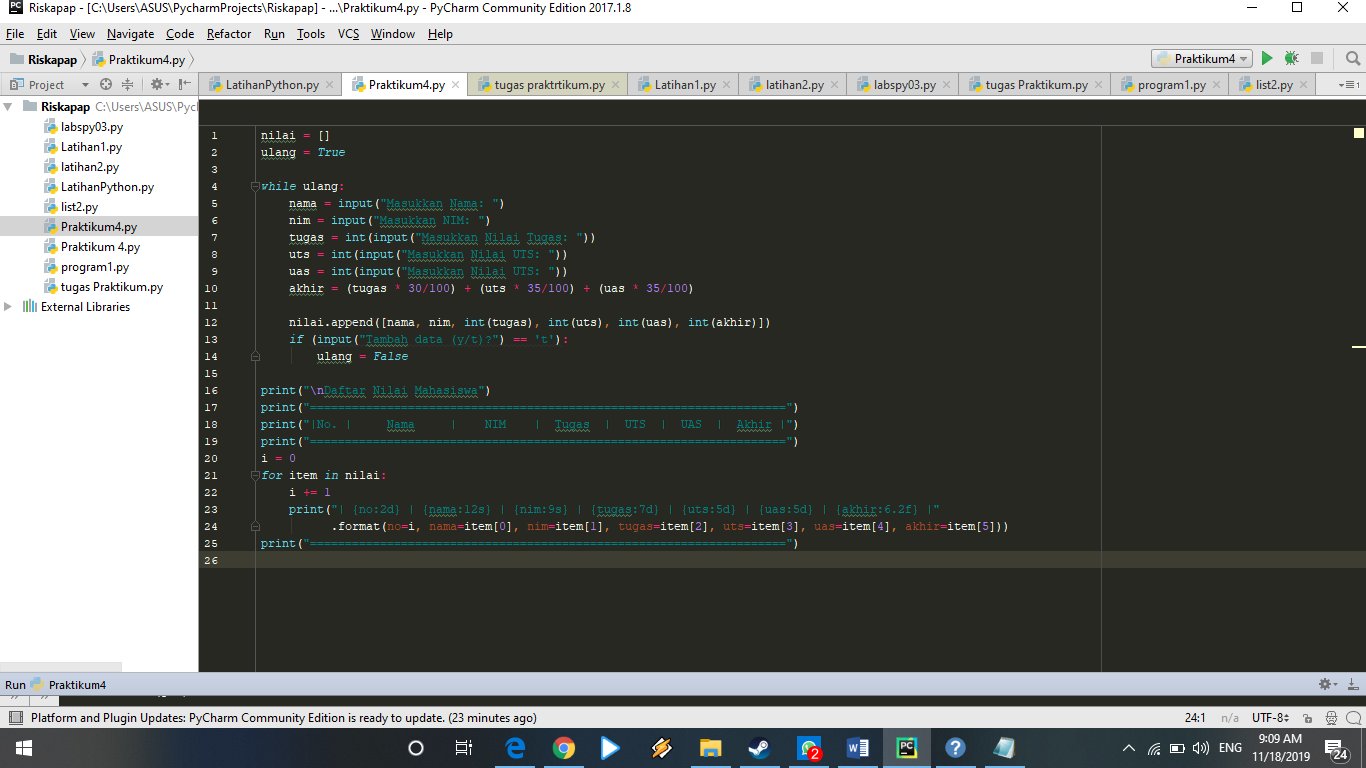 Riskapap - [C:\Users\ASUS\PycharmProjects\Riskapap] - ...\Praktikum4.py - PyCharm Community Edition 2017.1.8
File Edit View Navigate Code Refactor Run Tools VCS Window Help
Riskapap Praktikum4.py Praktikum4
Project LatihanPython.py Praktikum4.py tugas praktrtikum.py Latihan1.py latihan2.py labspy03.py tugas Praktikum.py program1.py list2.py
Riskapap C:\Users\ASUS\Pycl
labspy03.py
Latihan1.py
latihan2.py
LatihanPython.py
list2.py
Praktikum4.py
Praktikum 4.py
program1.py
tugas Praktikum.py
External Libraries
1 nilai = []
2 ulang = True
3
4 while ulang:
5 nama = input("Masukkan Nama: ")
6 nim = input("Masukkan NIM: ")
7 tugas = int(input("Masukkan Nilai Tugas: "))
8 uts = int(input("Masukkan Nilai UTS: "))
9 uas = int(input("Masukkan Nilai UTS: "))
10 akhir = (tugas * 30/100) + (uts * 35/100) + (uas * 35/100)
11
12 nilai.append([nama, nim, int(tugas), int(uts), int(uas), int(akhir)])
13 if (input("Tambah data (y/t)?") == 't'):
14 ulang = False
15
16 print("\nDaftar Nilai Mahasiswa")
17 print("====================================================================")
18 print("|No. |     Nama     |    NIM    |  Tugas  |  UTS  |  UAS  |  Akhir |")
19 print("====================================================================")
20 i = 0
21 for item in nilai:
22 i += 1
23 print("| {no:2d} | {nama:12s} | {nim:9s} | {tugas:7d} | {uts:5d} | {uas:5d} | {akhir:6.2f} |"
24 .format(no=i, nama=item[0], nim=item[1], tugas=item[2], uts=item[3], uas=item[4], akhir=item[5]))
25 print("====================================================================")
26
Run Praktikum4
Platform and Plugin Updates: PyCharm Community Edition is ready to update. (23 minutes ago) 24:1 n/a UTF-8
2 ENG 9:09 AM
11/18/2019 24